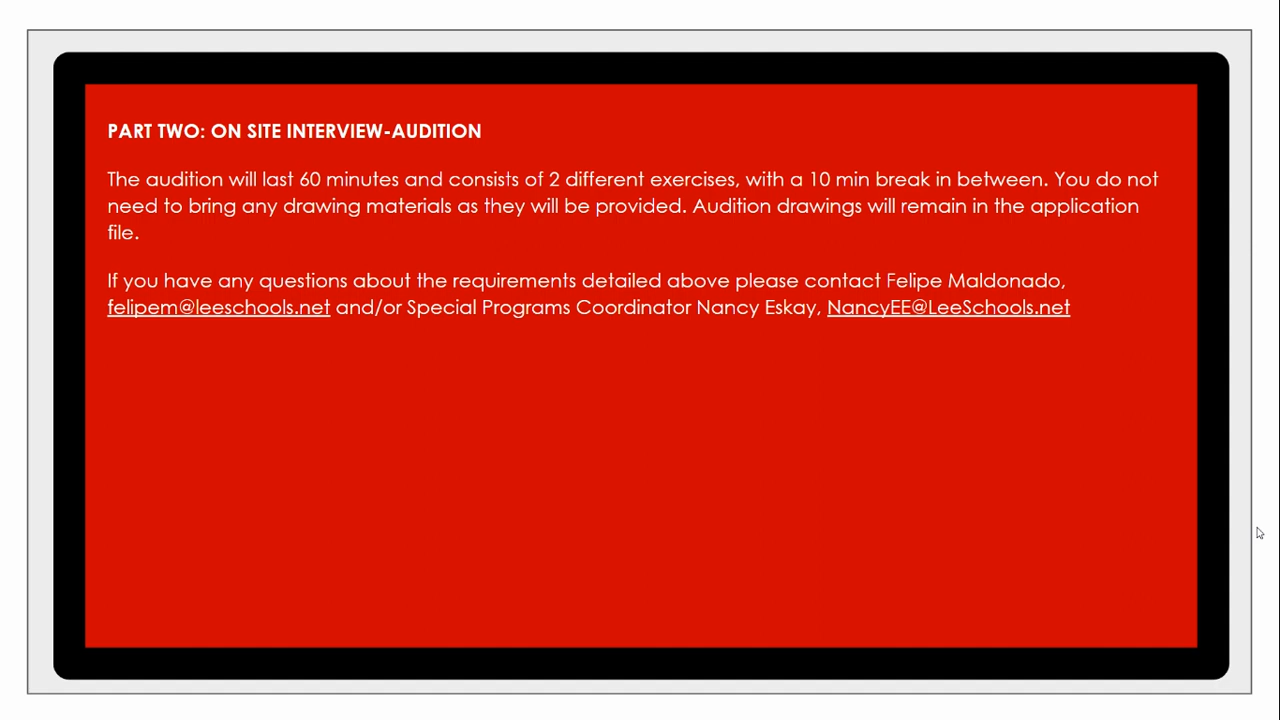 PART TWO: ON SITE INTERVIEW-AUDITION
The audition will last 60 minutes and consists of 2 different exercises, with a 10 min break in between. You do not
need to bring any drawing materials as they will be provided. Audition drawings will remain in the application
file.
If you have any questions about the requirements detailed above please contact Felipe Maldonado,
felipem@leeschools.net and/or Special Programs Coordinator Nancy Eskay, NancyEE@LeeSchools.net